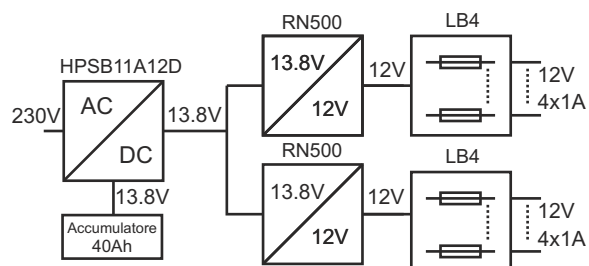 RN500
LB4
HPSB11A12D
13.8V
12V
12V
12V
4x1A
230V
AC
DC
13.8V
RN500
LB4
13.8V
13.8V
12V
12V
12V
4x1A
Accumulatore
40Ah